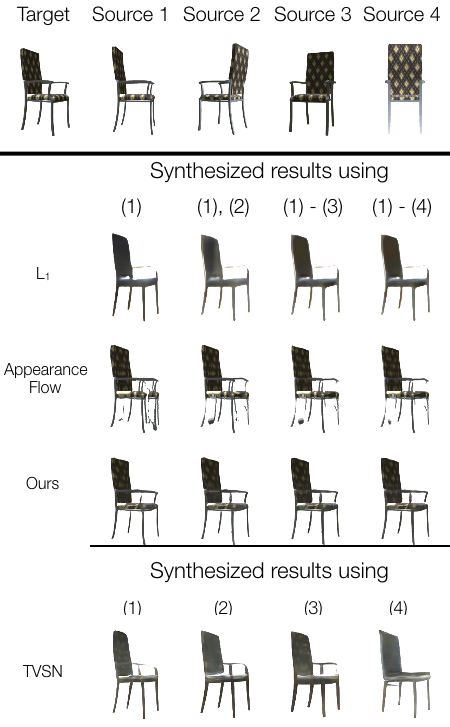 Target Source 1 Source 2 Source 3 Source 4
Synthesized results using
(1) (1), (2) (1) - (3) (1) - (4)
L₁
Appearance
Flow
Ours
Synthesized results using
(1) (2) (3) (4)
TVSN